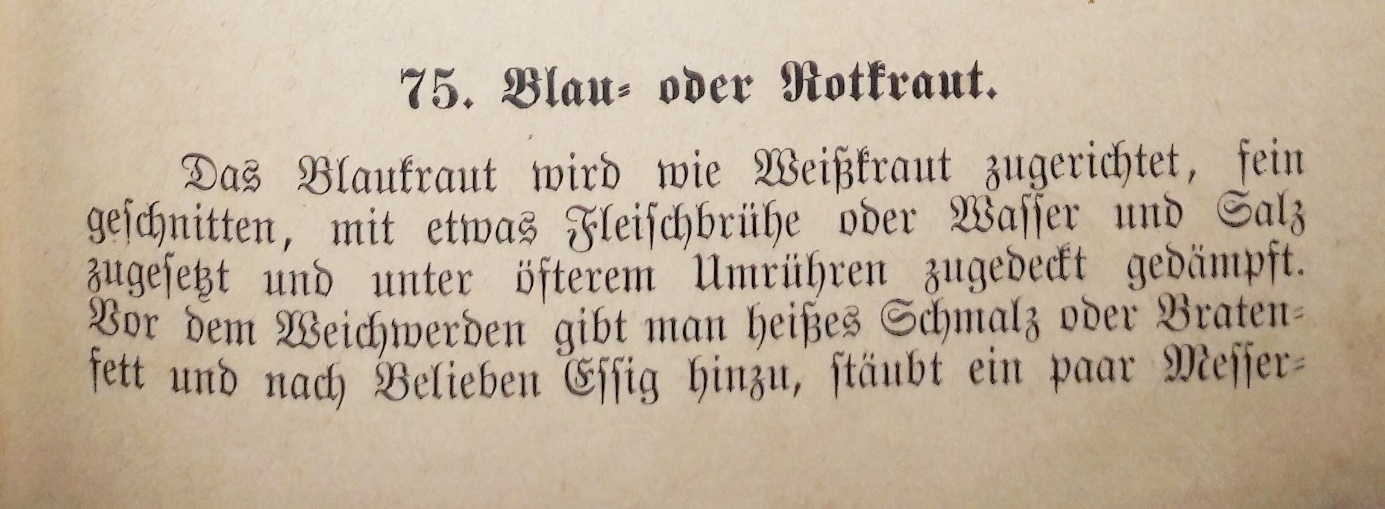 75. Blau- oder Rotkraut.
Das Blaukraut wird wie Weißkraut zugerichtet, fein
geschnitten, mit etwas Fleischbrühe oder Wasser und Salz
zugesetzt und unter öfterem Umrühren zugedeckt gedämpft.
Vor dem Weichwerden gibt man heißes Schmalz oder Braten-
fett und nach Belieben Essig hinzu, stäubt ein paar Messer-